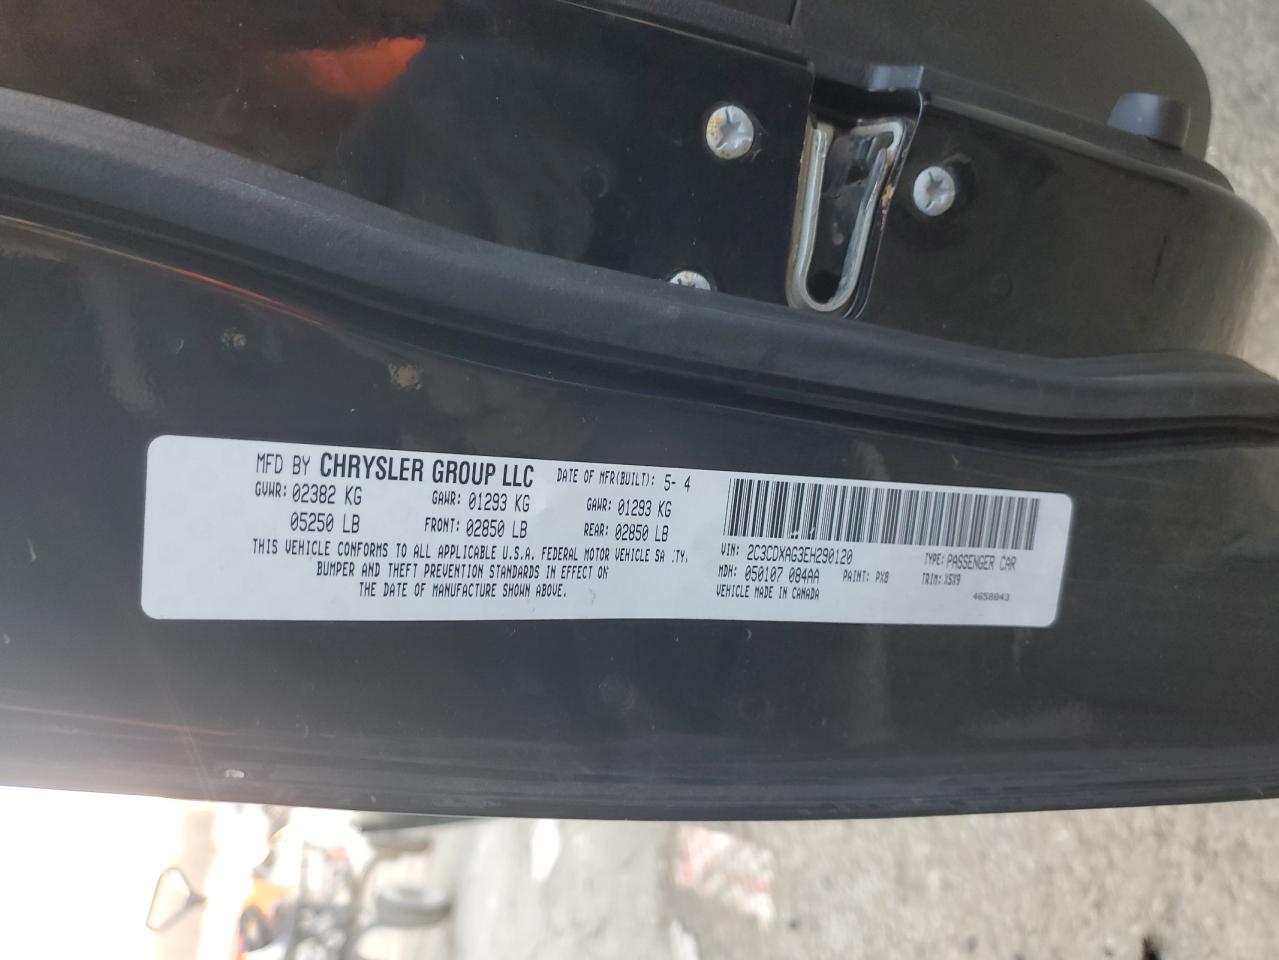 MFD BY CHRYSLER GROUP LLC DATE OF MFR(BUILT): 5- 4
GVWR: 02382 KG GAWR: 01293 KG GAWR: 01293 KG
05250 LB FRONT: 02850 LB REAR: 02850 LB
THIS VEHICLE CONFORMS TO ALL APPLICABLE U.S.A. FEDERAL MOTOR VEHICLE SA .TY,
BUMPER AND THEFT PREVENTION STANDARDS IN EFFECT ON
THE DATE OF MANUFACTURE SHOWN ABOVE.
VIN: 2C3CDXAG3EH290120 TYPE: PASSENGER CAR
MDH: 050107 084AA PAINT: PX8 TRIM: X5X9
VEHICLE MADE IN CANADA 4658843